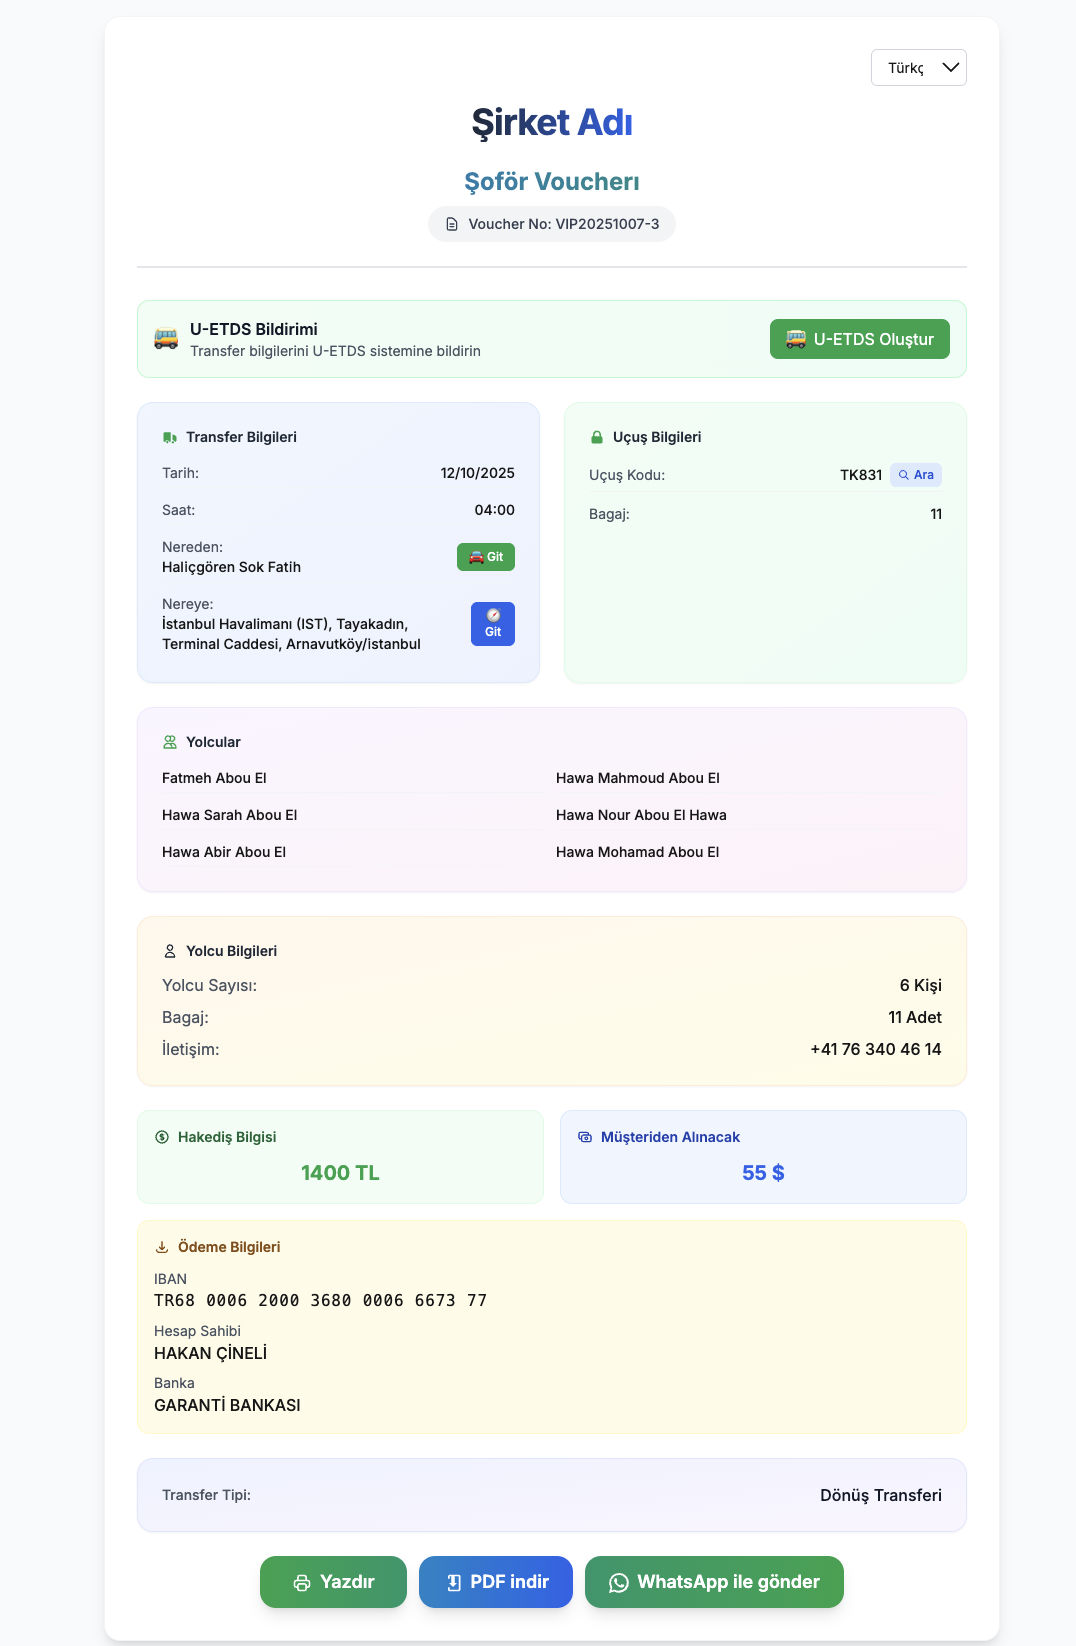 Türkç
Şirket Adı
Şoför Voucherı
Voucher No: VIP20251007-3
U-ETDS Bildirimi
Transfer bilgilerini U-ETDS sistemine bildirin
U-ETDS Oluştur
Transfer Bilgileri
Tarih: 12/10/2025
Saat: 04:00
Nereden:
Haliçgören Sok Fatih
Git
Nereye:
İstanbul Havalimanı (IST), Tayakadın,
Terminal Caddesi, Arnavutköy/istanbul
Git
Uçuş Bilgileri
Uçuş Kodu: TK831 Ara
Bagaj: 11
Yolcular
Fatmeh Abou El Hawa Mahmoud Abou El
Hawa Sarah Abou El Hawa Nour Abou El Hawa
Hawa Abir Abou El Hawa Mohamad Abou El
Yolcu Bilgileri
Yolcu Sayısı: 6 Kişi
Bagaj: 11 Adet
İletişim: +41 76 340 46 14
Hakediş Bilgisi
1400 TL
Müşteriden Alınacak
55 $
Ödeme Bilgileri
IBAN
TR68 0006 2000 3680 0006 6673 77
Hesap Sahibi
HAKAN ÇİNELİ
Banka
GARANTİ BANKASI
Transfer Tipi: Dönüş Transferi
Yazdır PDF indir WhatsApp ile gönder